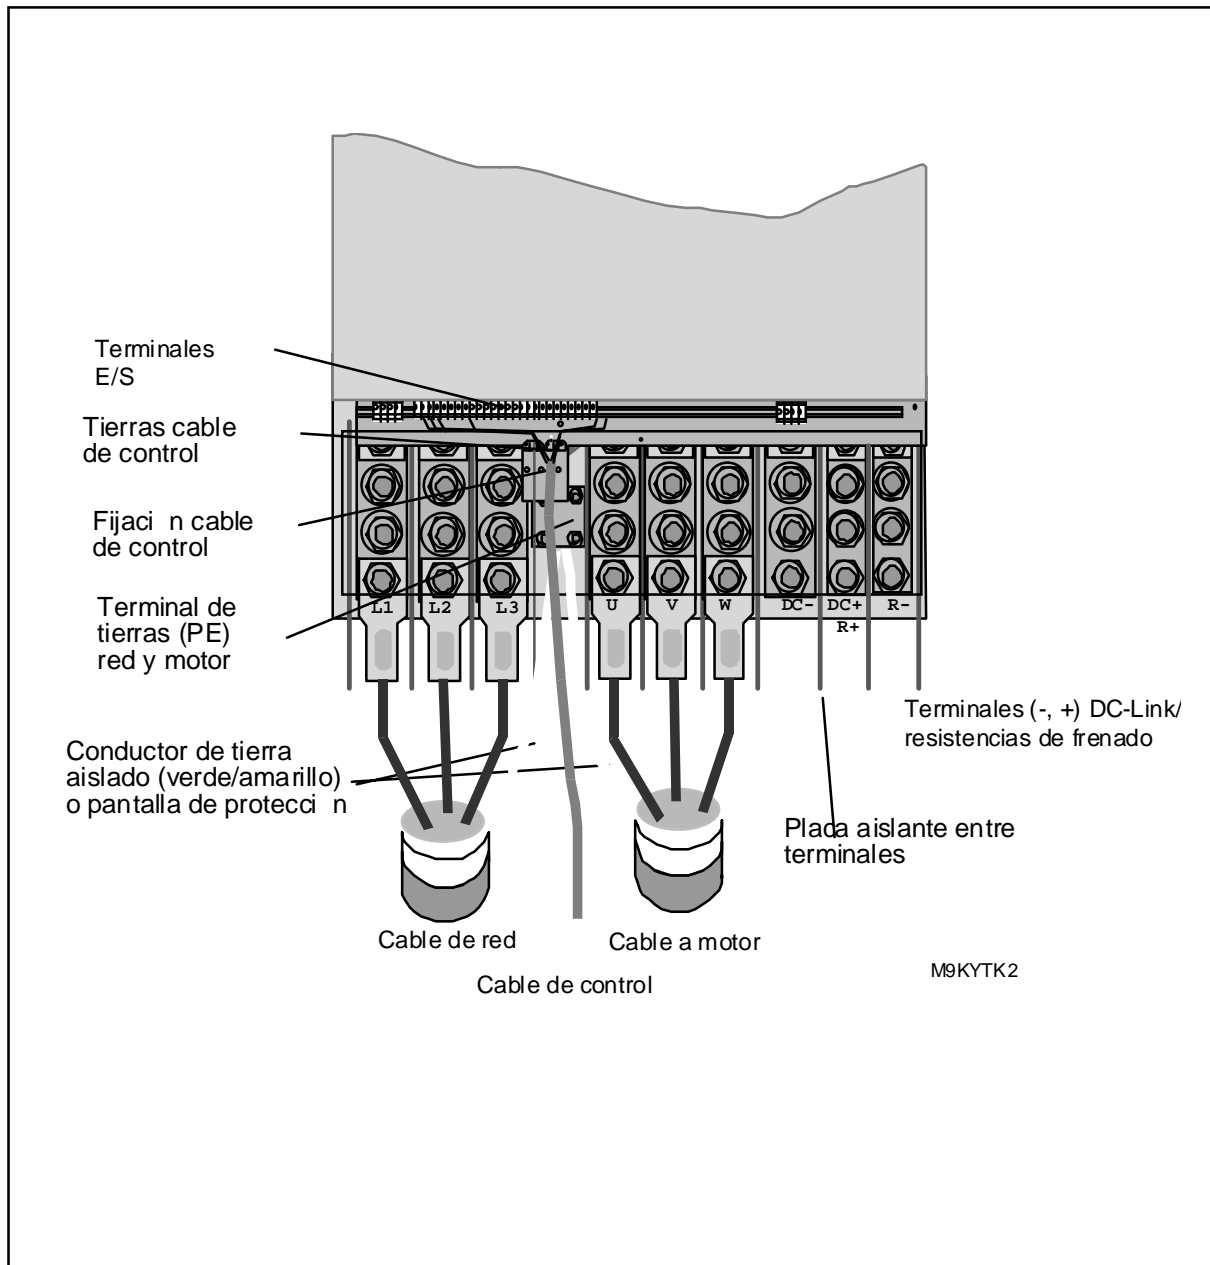 Terminales
E/S
Tierras cable
de control
Fijaci n cable
de control
Terminal de
tierras (PE)
red y motor
L1 L2 L3 U V W DC- DC+ R-
R+
Terminales (-, +) DC-Link/
resistencias de frenado
Conductor de tierra
aislado (verde/amarillo)
o pantalla de protecci n
Placa aislante entre
terminales
Cable de red
Cable a motor
Cable de control
M9KYTK2